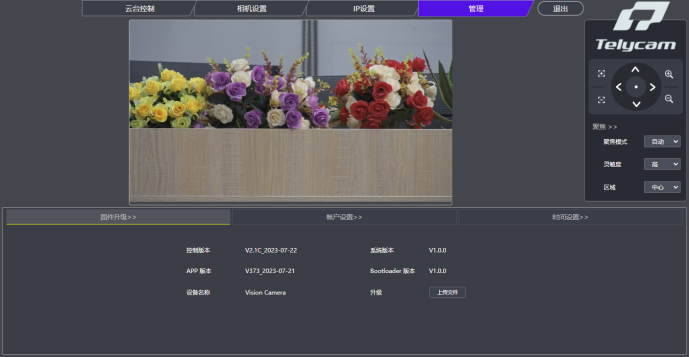 云台控制
相机设置
IP设置
管理
退出
Telycam
聚焦 >>
聚焦模式 自动
灵敏度 高
区域 中心
固件升级>> 帐户设置>> 时间设置>>
控制版本 V2.1C_2023-07-22 系统版本 V1.0.0
APP 版本 V373_2023-07-21 Bootloader 版本 V1.0.0
设备名称 Vision Camera 升级 上传文件